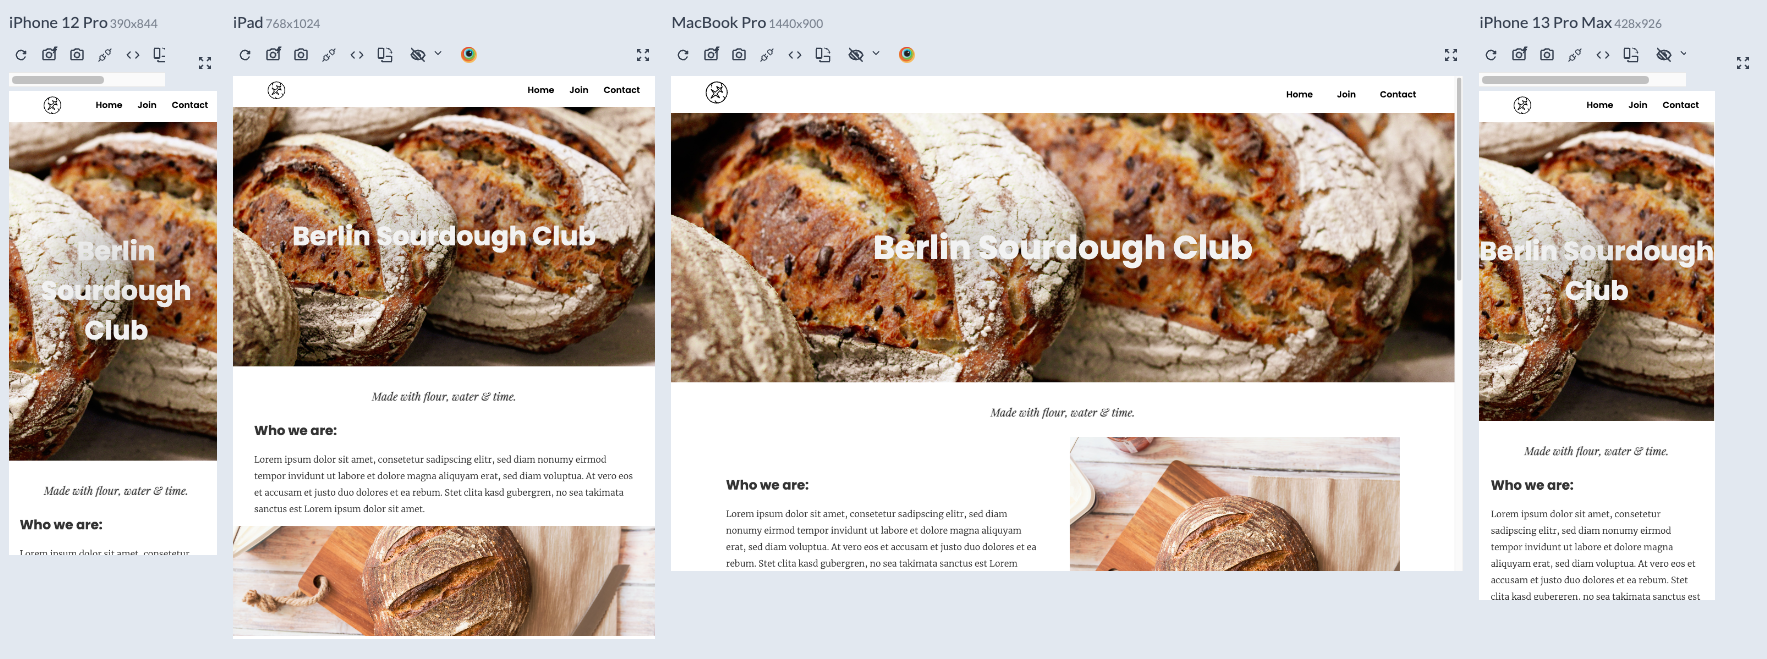 iPhone 12 Pro 390x844
Home Join Contact
Berlin
Sourdough
Club
Made with flour, water & time.
Who we are:
Lorem ipsum dolor sit amet, consetetur
iPad 768x1024
Home Join Contact
Berlin Sourdough Club
Made with flour, water & time.
Who we are:
Lorem ipsum dolor sit amet, consetetur sadipscing elitr, sed diam nonumy eirmod
tempor invidunt ut labore et dolore magna aliquyam erat, sed diam voluptua. At vero eos
et accusam et justo duo dolores et ea rebum. Stet clita kasd gubergren, no sea takimata
sanctus est Lorem ipsum dolor sit amet.
MacBook Pro 1440x900
Home Join Contact
Berlin Sourdough Club
Made with flour, water & time.
Who we are:
Lorem ipsum dolor sit amet, consetetur sadipscing elitr, sed diam
nonumy eirmod tempor invidunt ut labore et dolore magna aliquyam
erat, sed diam voluptua. At vero eos et accusam et justo duo dolores et ea
rebum. Stet clita kasd gubergren, no sea takimata sanctus est Lorem
iPhone 13 Pro Max 428x926
Home Join Contact
Berlin Sourdough
Club
Made with flour, water & time.
Who we are:
Lorem ipsum dolor sit amet, consetetur
sadipscing elitr, sed diam nonumy eirmod
tempor invidunt ut labore et dolore magna
aliquyam erat, sed diam voluptua. At vero eos et
accusam et justo duo dolores et ea rebum. Stet
clita kasd gubergren, no sea takimata sanctus est